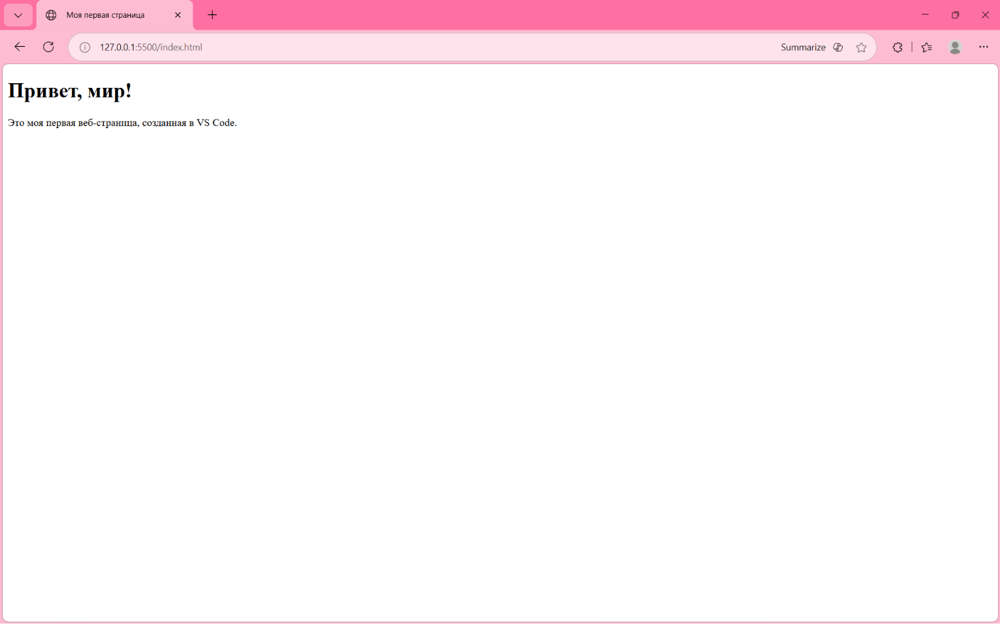 Моя первая страница
127.0.0.1:5500/index.html
Summarize
Привет, мир!
Это моя первая веб-страница, созданная в VS Code.